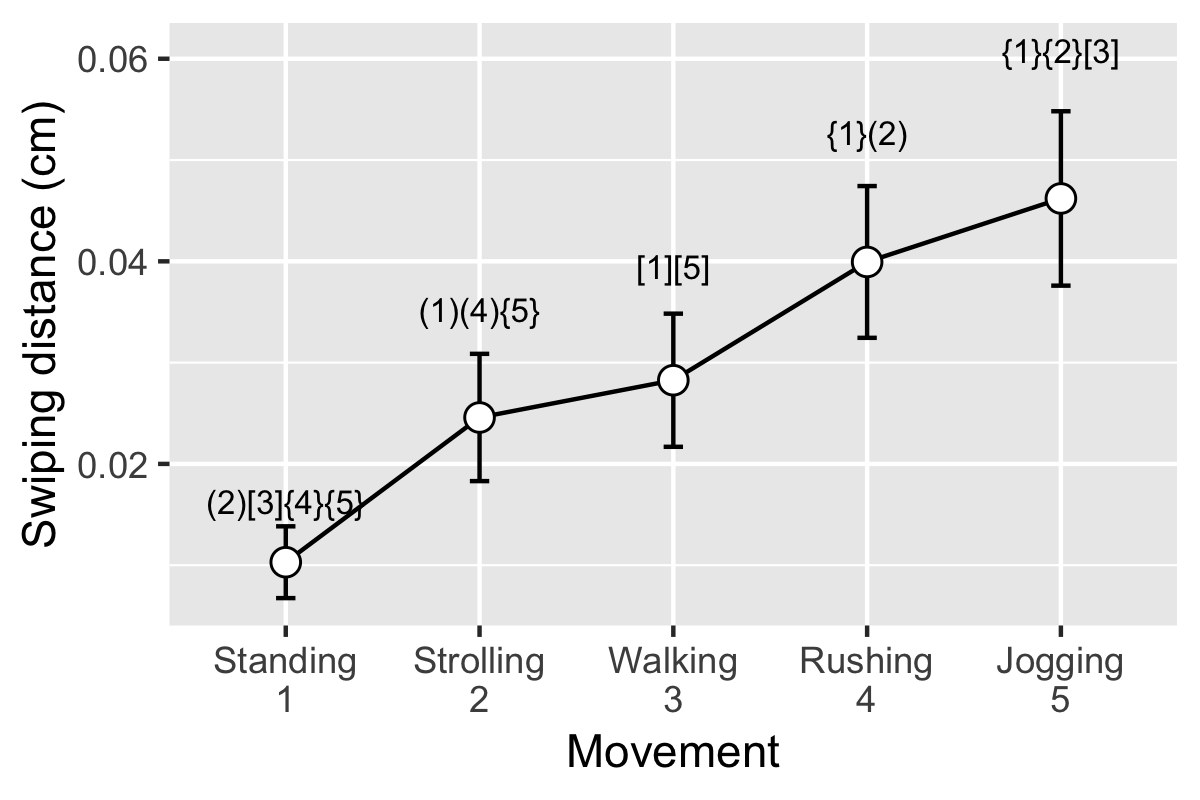 Swiping distance (cm)
0.06
0.04
0.02
{1}{2}[3]
{1}(2)
[1][5]
(1)(4){5}
(2)[3]{4}{5}
Standing Strolling Walking Rushing Jogging
1 2 3 4 5
Movement